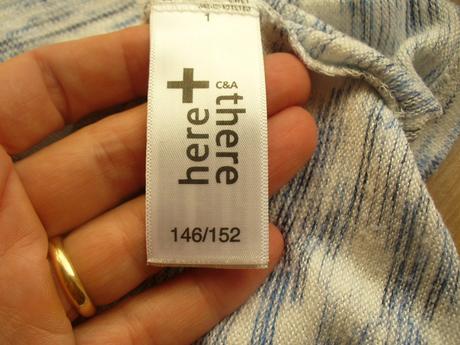 1
here +
C&A
there
146/152